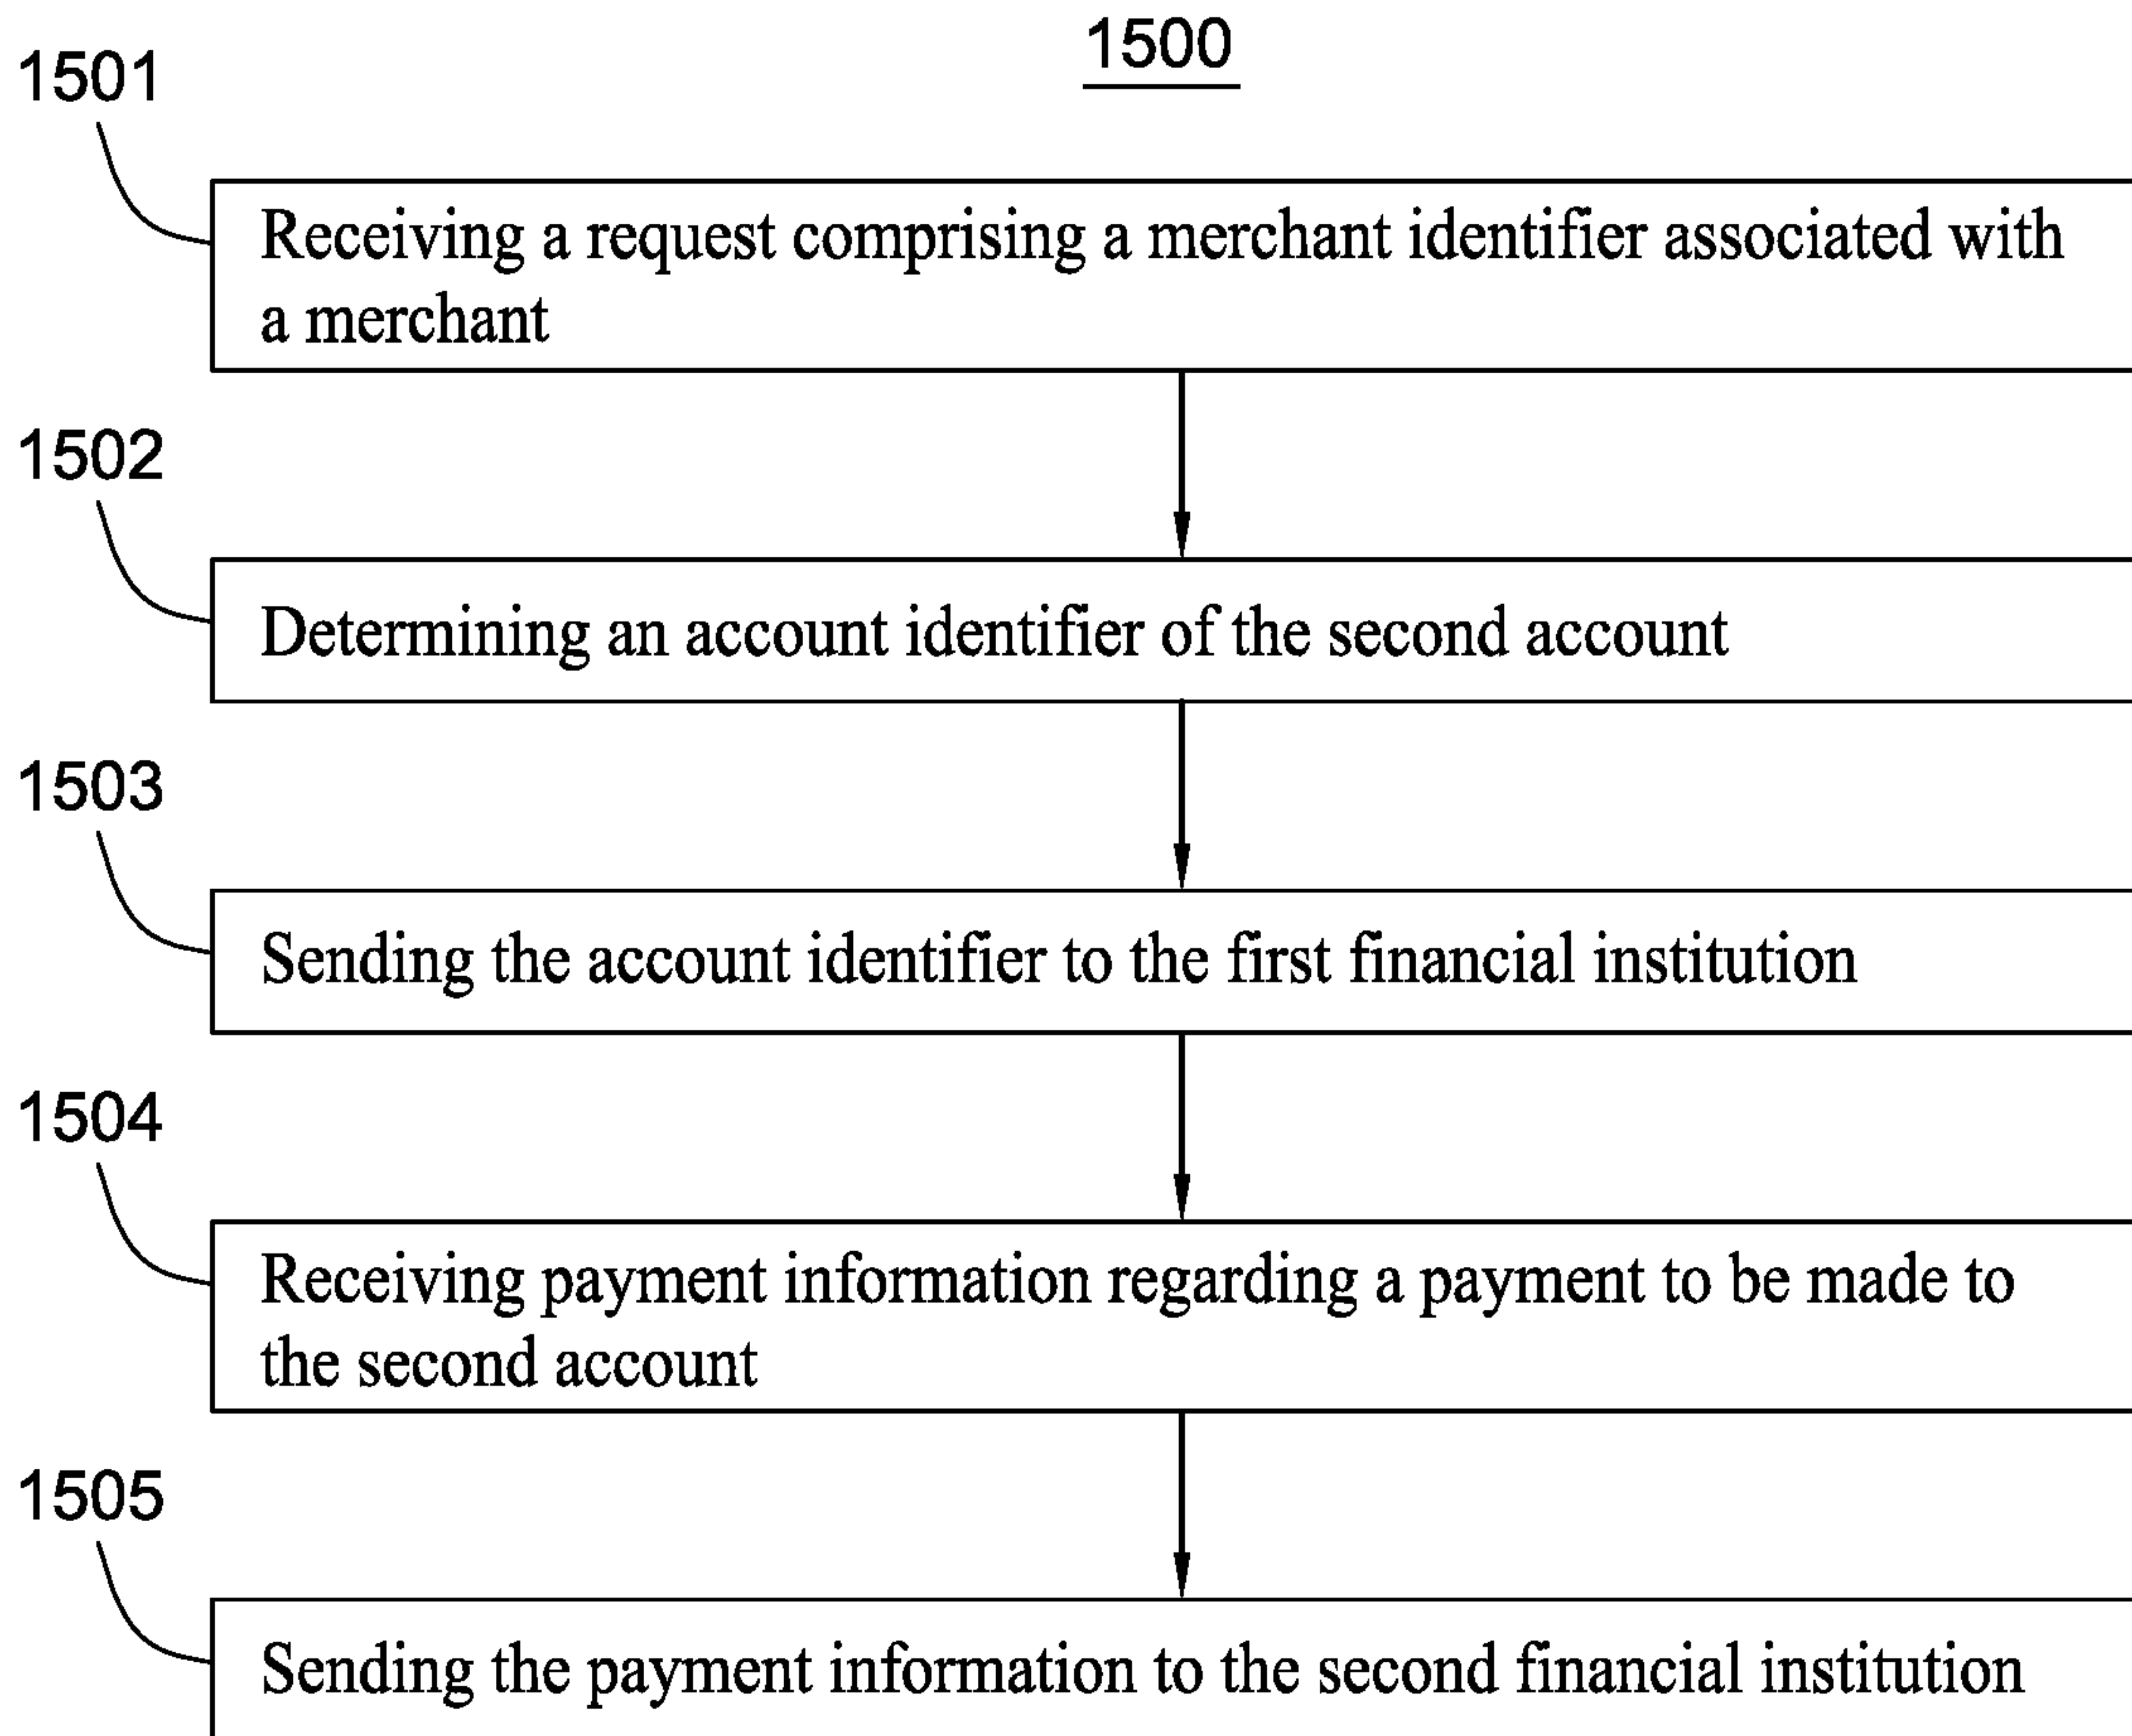 1500
1501
Receiving a request comprising a merchant identifier associated with
a merchant
1502
Determining an account identifier of the second account
1503
Sending the account identifier to the first financial institution
1504
Receiving payment information regarding a payment to be made to
the second account
1505
Sending the payment information to the second financial institution